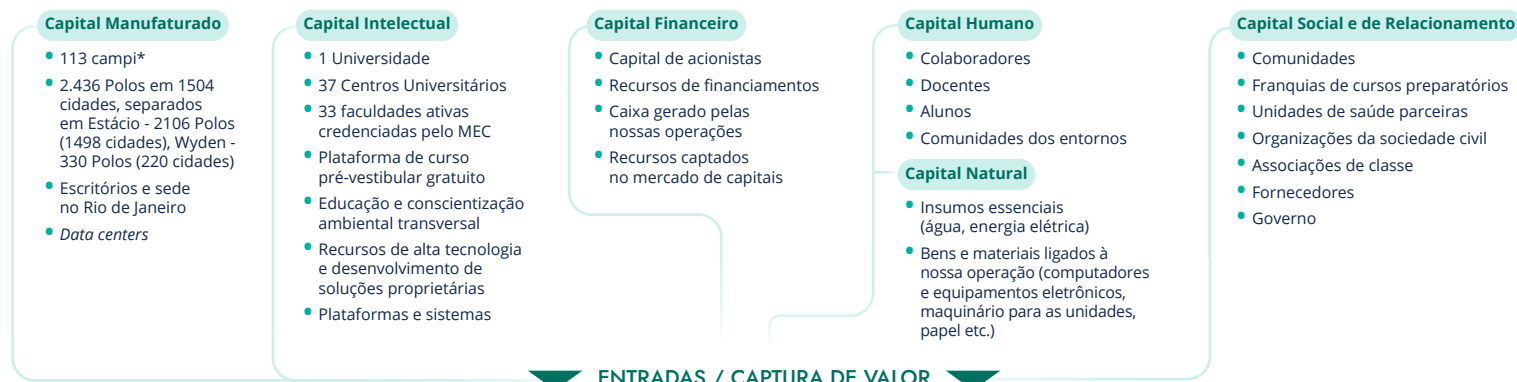 Capital Manufaturado
• 113 campi*
• 2.436 Polos em 1504
cidades, separados
em Estácio - 2106 Polos
(1498 cidades), Wyden -
330 Polos (220 cidades)
• Escritórios e sede
no Rio de Janeiro
• Data centers
Capital Intelectual
• 1 Universidade
• 37 Centros Universitários
• 33 faculdades ativas
credenciadas pelo MEC
• Plataforma de curso
pré-vestibular gratuito
• Educação e conscientização
ambiental transversal
• Recursos de alta tecnologia
e desenvolvimento de
soluções proprietárias
• Plataformas e sistemas
Capital Financeiro
• Capital de acionistas
• Recursos de financiamentos
• Caixa gerado pelas
nossas operações
• Recursos captados
no mercado de capitais
Capital Humano
• Colaboradores
• Docentes
• Alunos
• Comunidades dos entornos
Capital Natural
• Insumos essenciais
(água, energia elétrica)
• Bens e materiais ligados à
nossa operação (computadores
e equipamentos eletrônicos,
maquinário para as unidades,
papel etc.)
Capital Social e de Relacionamento
• Comunidades
• Franquias de cursos preparatórios
• Unidades de saúde parceiras
• Organizações da sociedade civil
• Associações de classe
• Fornecedores
• Governo
ENTRADAS / CAPTURA DE VALOR